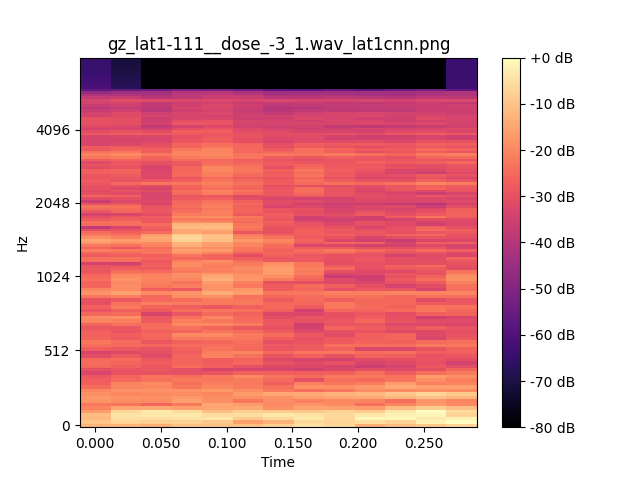 gz_lat1-111__dose_-3_1.wav_lat1cnn.png
Hz
4096
2048
1024
512
0
0.000 0.050 0.100 0.150 0.200 0.250
Time
+0 dB
-10 dB
-20 dB
-30 dB
-40 dB
-50 dB
-60 dB
-70 dB
-80 dB